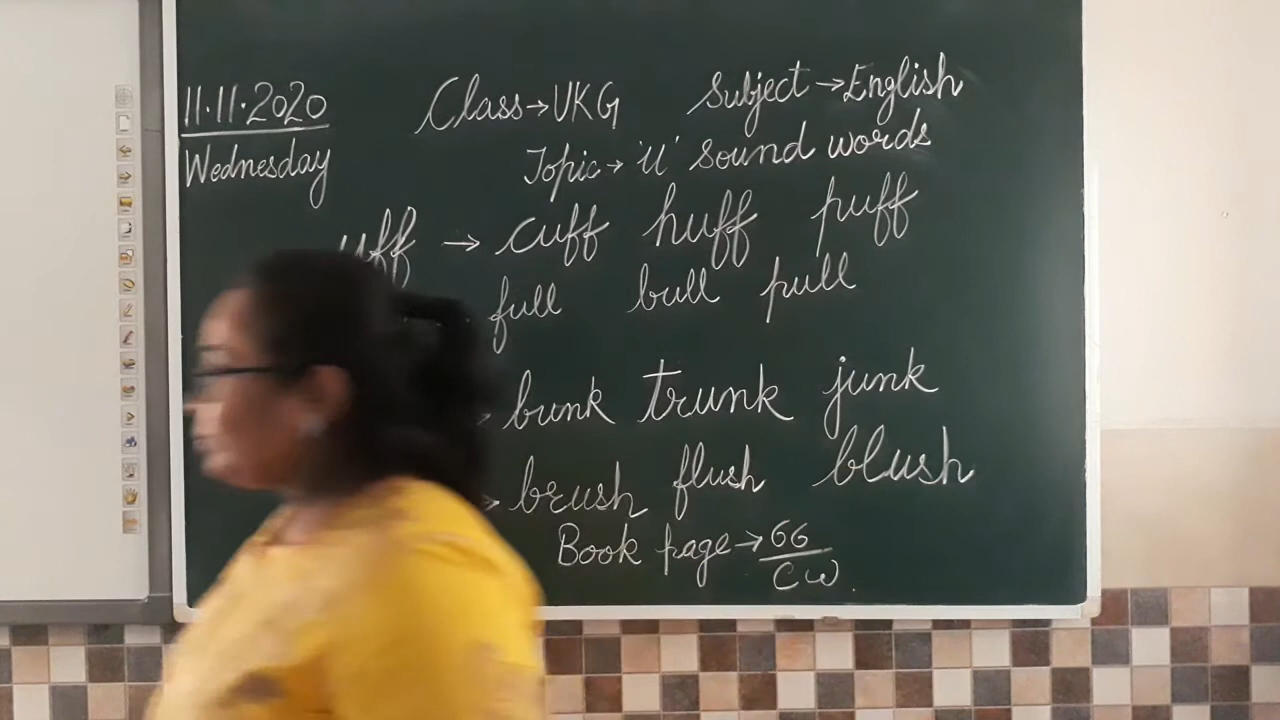 11.11.2020 Class→UKG Subject→English
Wednesday Topic→ 'u' sound words
uff → cuff huff puff
full bull pull
bunk trunk junk
→ brush flush blush
Book page→ 66
CW